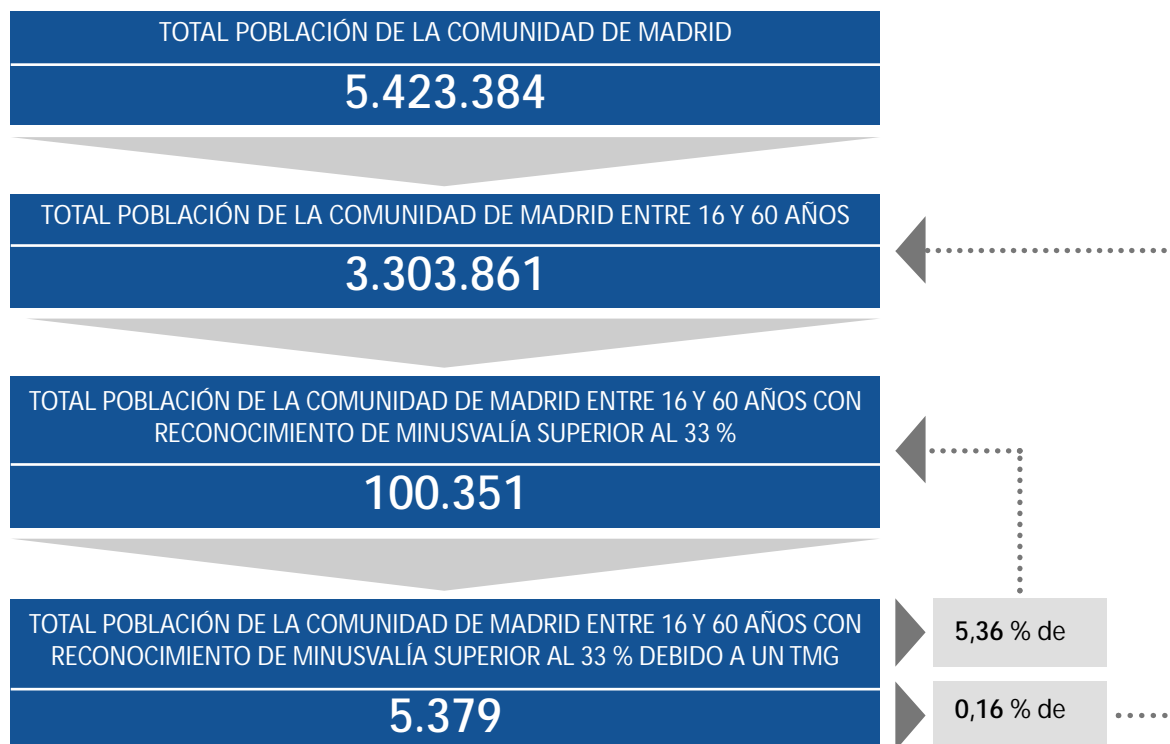 TOTAL POBLACIÓN DE LA COMUNIDAD DE MADRID
5.423.384
TOTAL POBLACIÓN DE LA COMUNIDAD DE MADRID ENTRE 16 Y 60 AÑOS
3.303.861
TOTAL POBLACIÓN DE LA COMUNIDAD DE MADRID ENTRE 16 Y 60 AÑOS CON
RECONOCIMIENTO DE MINUSVALÍA SUPERIOR AL 33 %
100.351
TOTAL POBLACIÓN DE LA COMUNIDAD DE MADRID ENTRE 16 Y 60 AÑOS CON
RECONOCIMIENTO DE MINUSVALÍA SUPERIOR AL 33 % DEBIDO A UN TMG
5,36 % de
5.379
0,16 % de